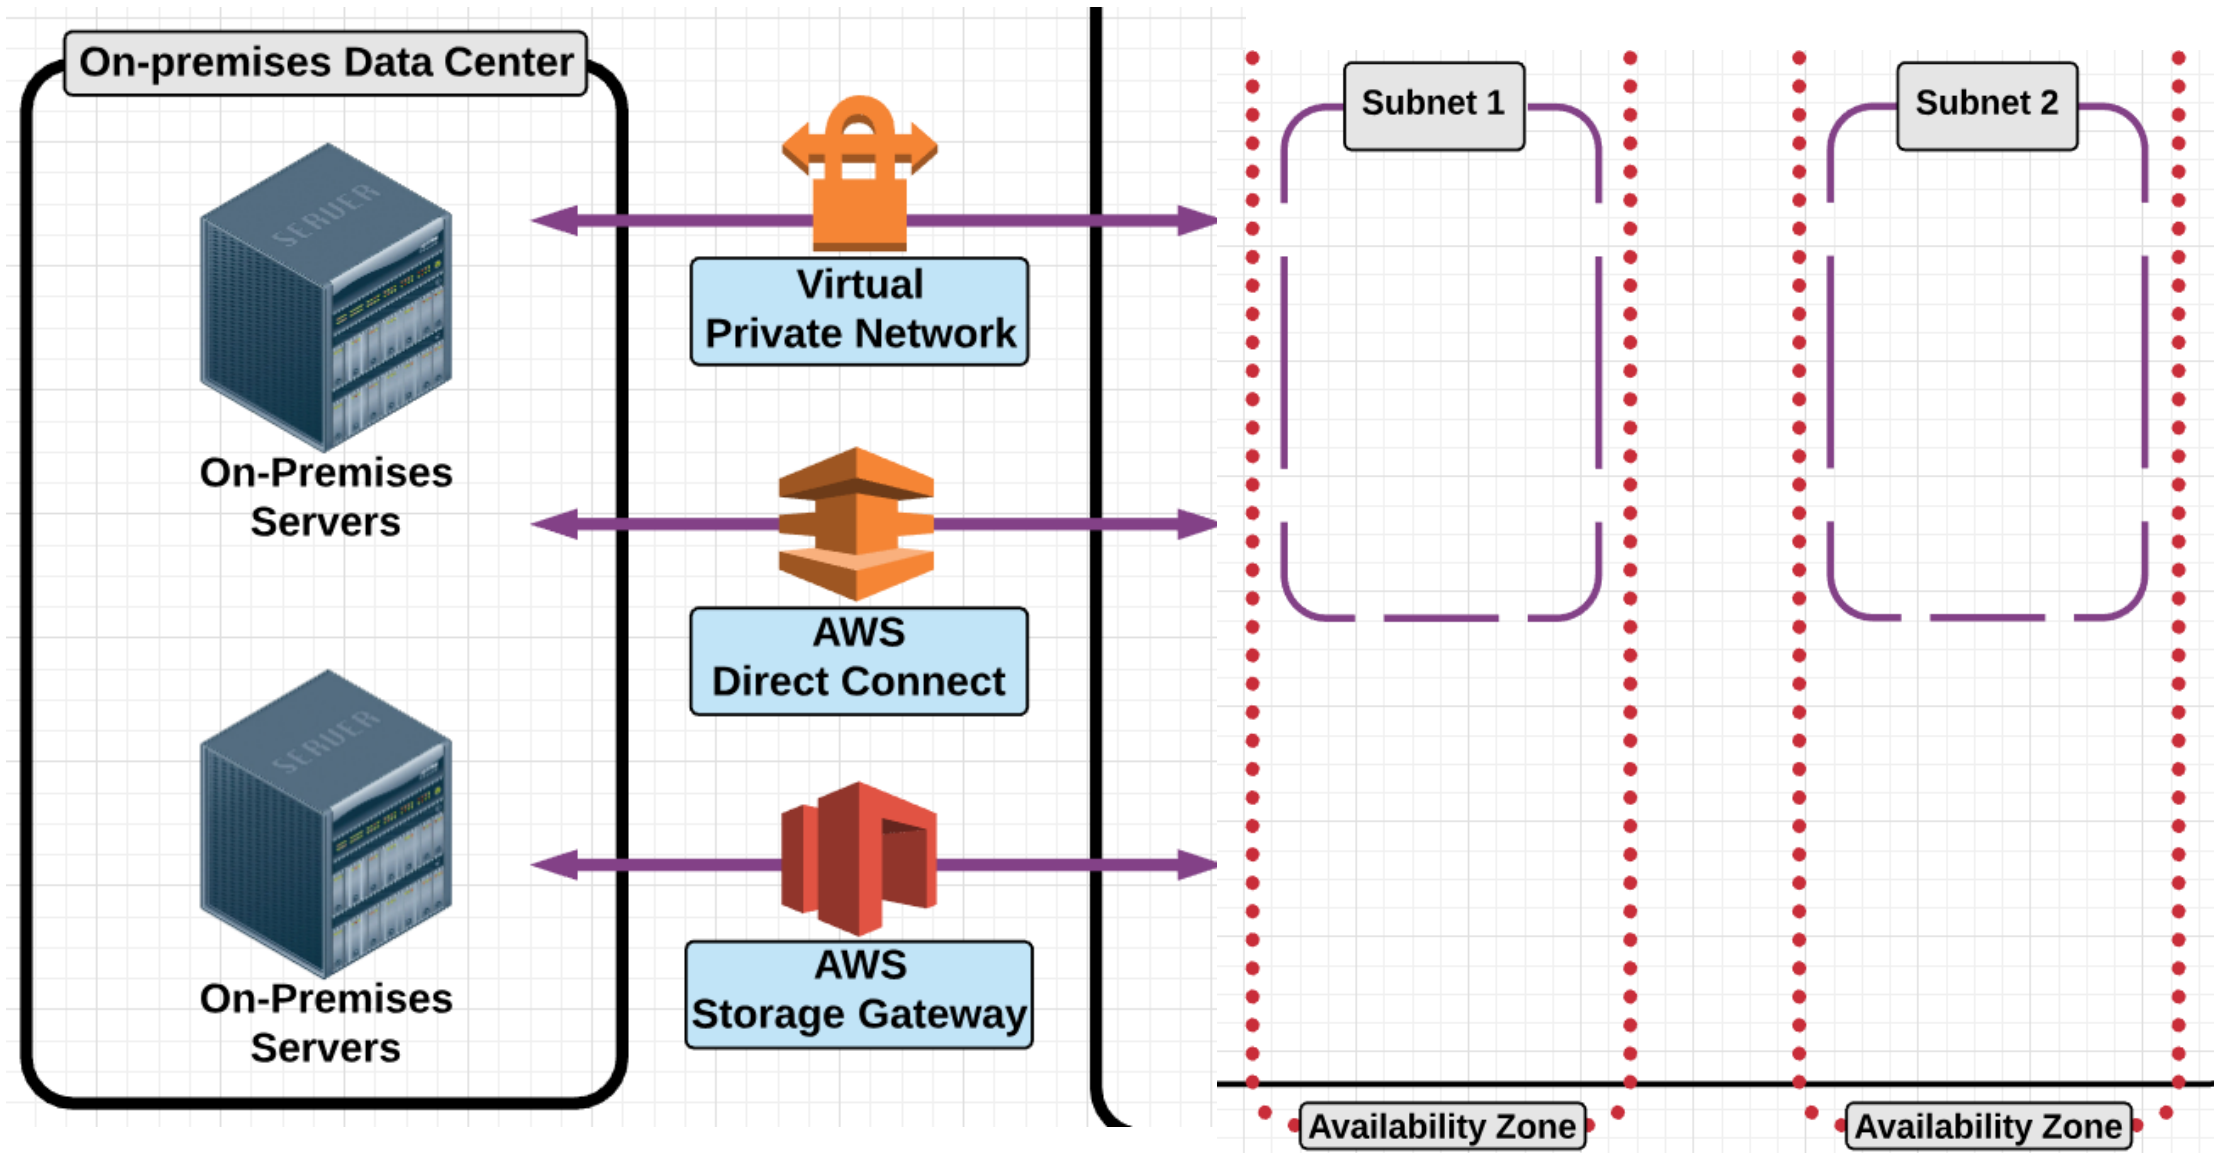 On-premises Data Center
SERVER
On-Premises
Servers
SERVER
On-Premises
Servers
Virtual
Private Network
AWS
Direct Connect
AWS
Storage Gateway
Subnet 1
Subnet 2
Availability Zone
Availability Zone